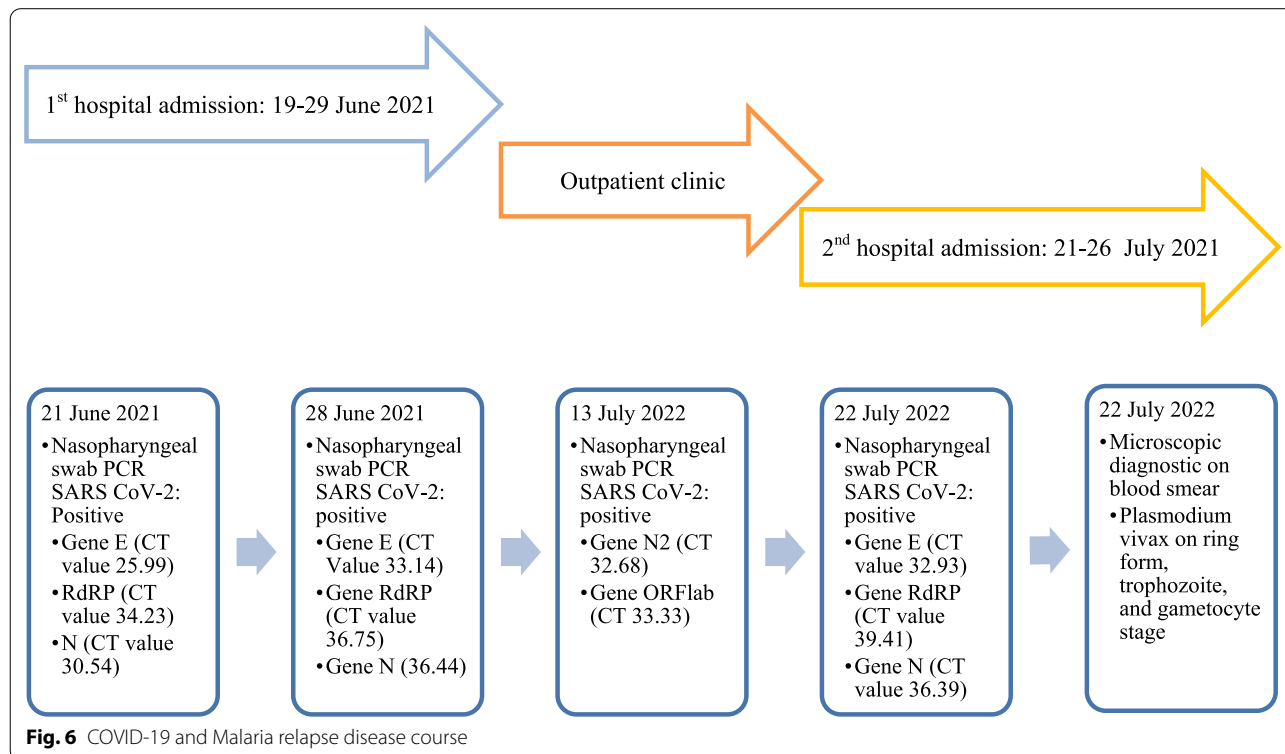 1st hospital admission: 19-29 June 2021
Outpatient clinic
2nd hospital admission: 21-26 July 2021
21 June 2021
•Nasopharyngeal
swab PCR
SARS CoV-2:
Positive
•Gene E (CT
value 25.99)
•RdRP (CT
value 34.23)
•N (CT value
30.54)
28 June 2021
•Nasopharyngeal
swab PCR
SARS CoV-2:
positive
•Gene E (CT
Value 33.14)
•Gene RdRP
(CT value
36.75)
•Gene N (36.44)
13 July 2022
•Nasopharyngeal
swab PCR
SARS CoV-2:
positive
•Gene N2 (CT
32.68)
•Gene ORFlab
(CT 33.33)
22 July 2022
•Nasopharyngeal
swab PCR
SARS CoV-2:
positive
•Gene E (CT
value 32.93)
•Gene RdRP
(CT value
39.41)
•Gene N (CT
value 36.39)
22 July 2022
•Microscopic
diagnostic on
blood smear
•Plasmodium
vivax on ring
form,
trophozoite,
and gametocyte
stage
Fig. 6 COVID-19 and Malaria relapse disease course